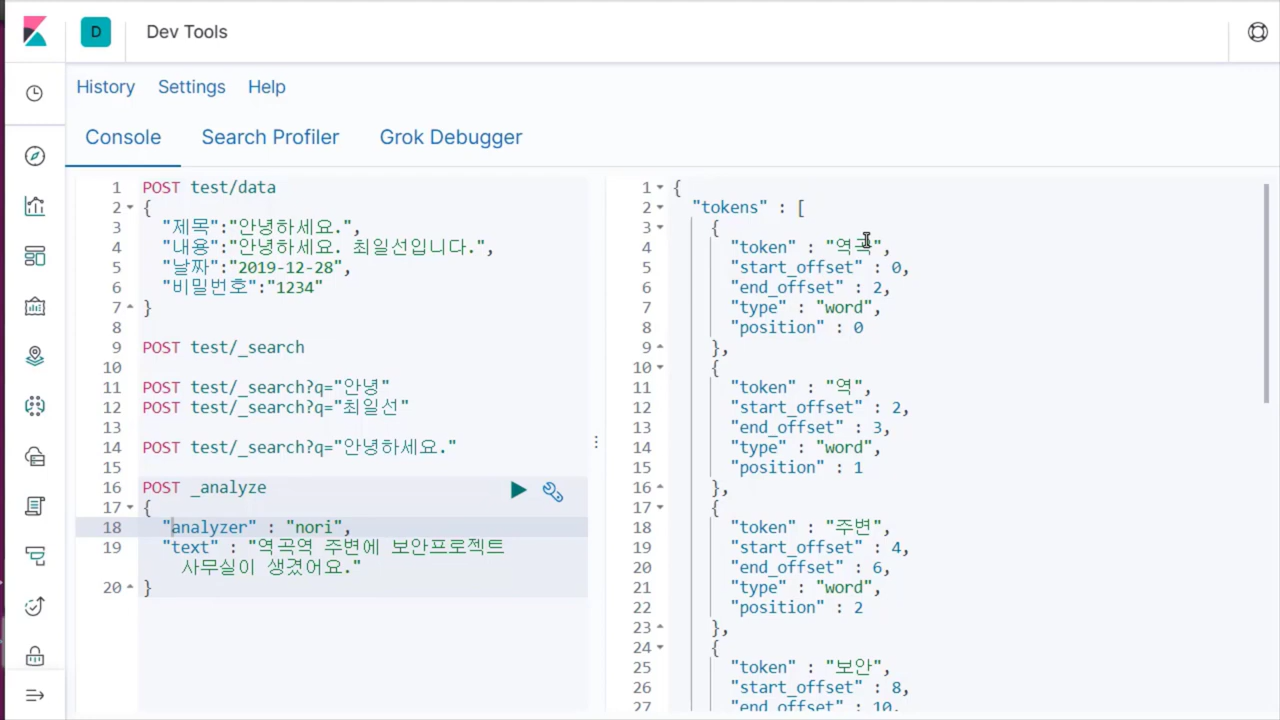 D
Dev Tools
History Settings Help
Console Search Profiler Grok Debugger
1 POST test/data
2 {
3 "제목":"안녕하세요.",
4 "내용":"안녕하세요. 최일선입니다.",
5 "날짜":"2019-12-28",
6 "비밀번호":"1234"
7 }
8
9 POST test/_search
10
11 POST test/_search?q="안녕"
12 POST test/_search?q="최일선"
13
14 POST test/_search?q="안녕하세요."
15
16 POST _analyze
17 {
18 "analyzer" : "nori",
19 "text" : "역곡역 주변에 보안프로젝트
사무실이 생겼어요."
20 }
1 {
2 "tokens" : [
3 {
4 "token" : "역곡",
5 "start_offset" : 0,
6 "end_offset" : 2,
7 "type" : "word",
8 "position" : 0
9 },
10 {
11 "token" : "역",
12 "start_offset" : 2,
13 "end_offset" : 3,
14 "type" : "word",
15 "position" : 1
16 },
17 {
18 "token" : "주변",
19 "start_offset" : 4,
20 "end_offset" : 6,
21 "type" : "word",
22 "position" : 2
23 },
24 {
25 "token" : "보안",
26 "start_offset" : 8,
27 "end_offset" : 10,